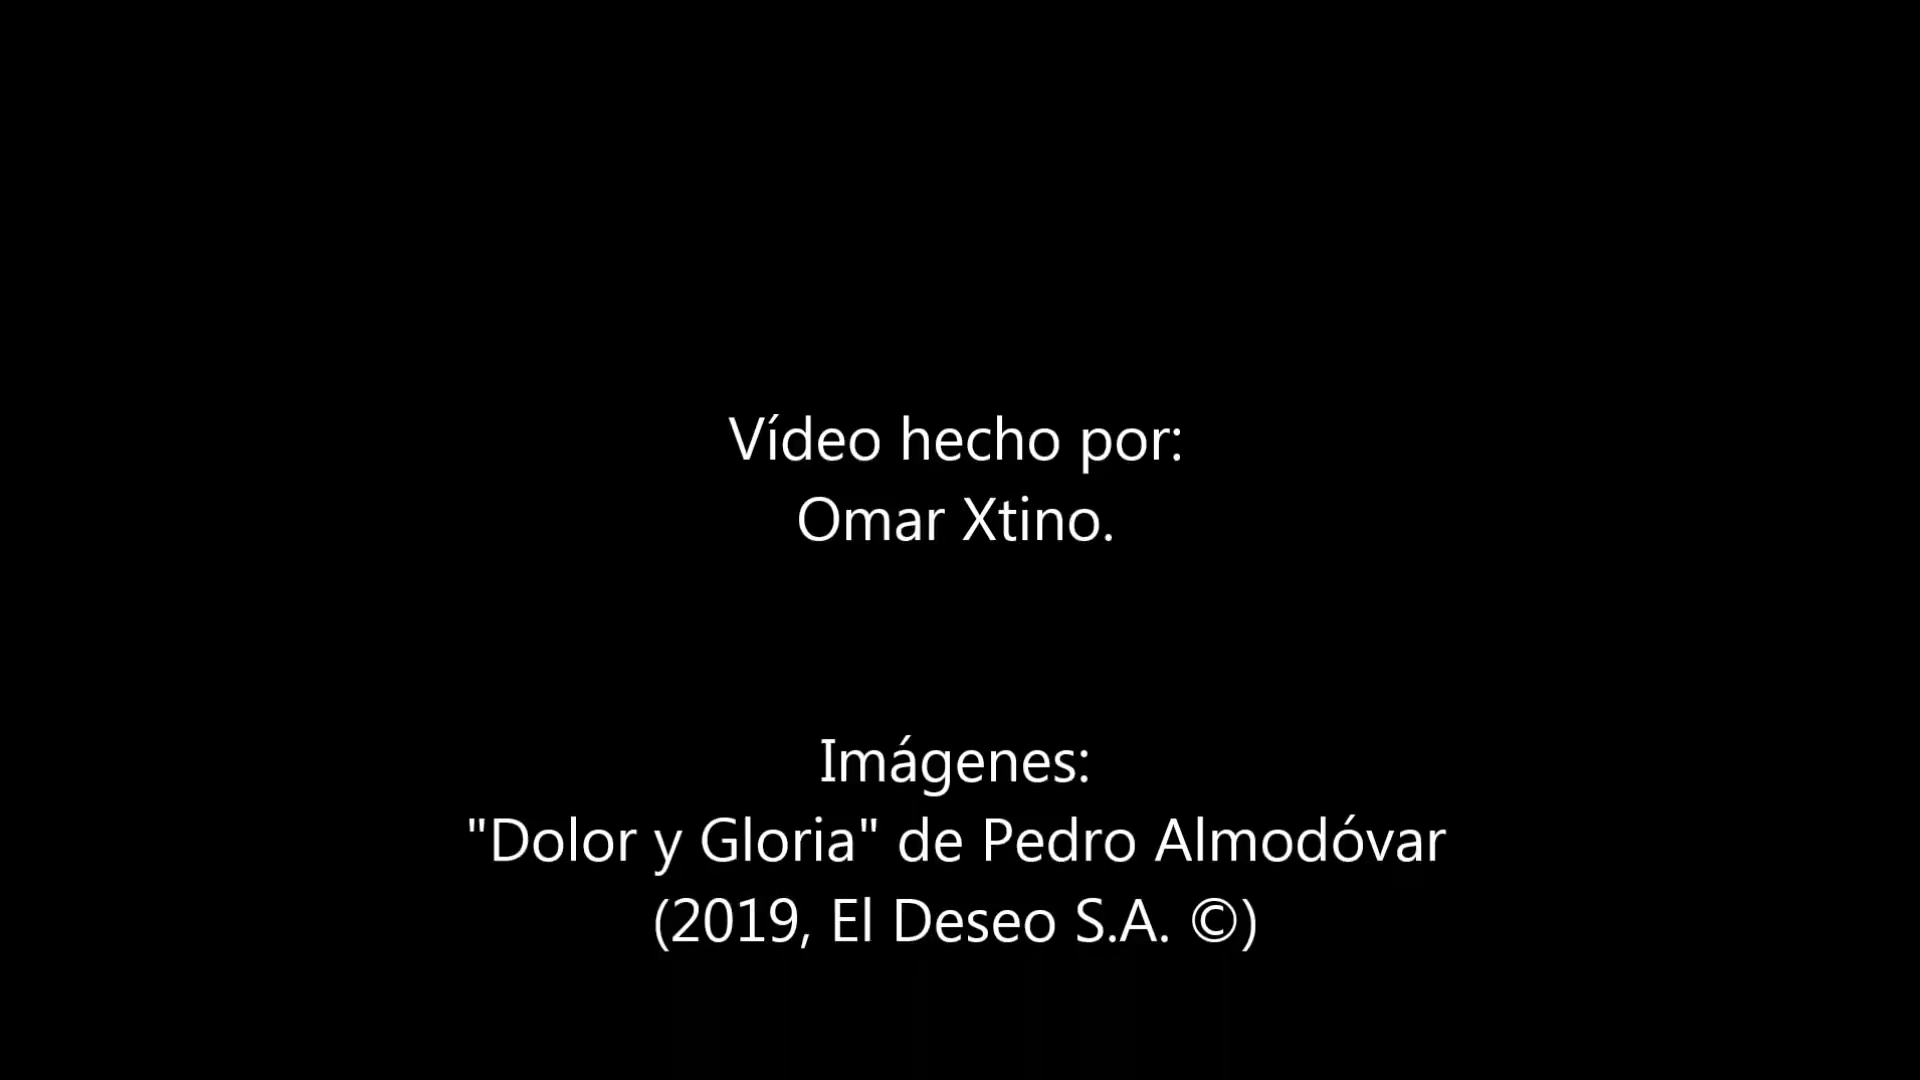 Vídeo hecho por:
Omar Xtino.
Imágenes:
"Dolor y Gloria" de Pedro Almodóvar
(2019, El Deseo S.A. ©)